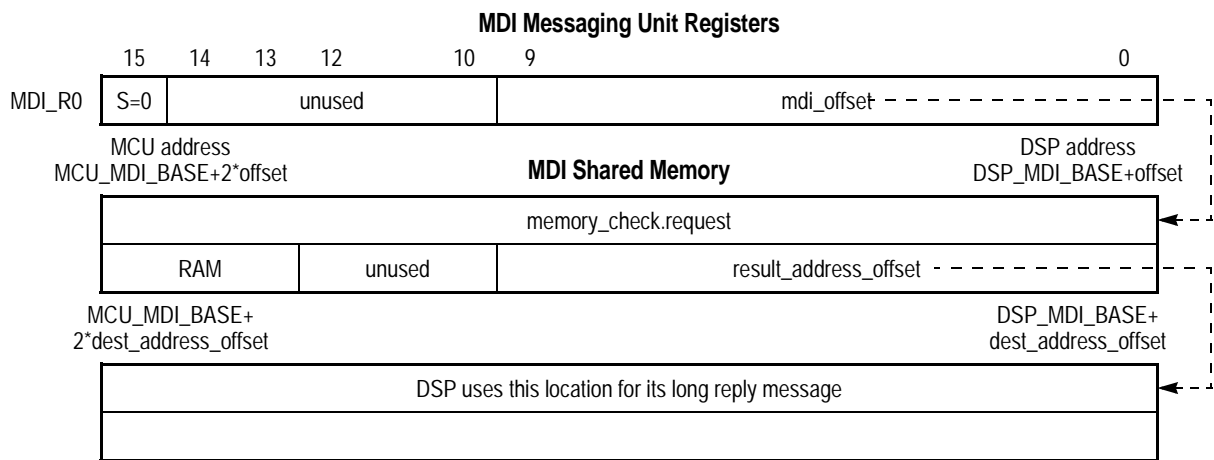 MDI Messaging Unit Registers
15 14 13 12 10 9 0
MDI_R0 S=0 unused mdi_offset
MCU address DSP address
MCU_MDI_BASE+2*offset MDI Shared Memory DSP_MDI_BASE+offset
memory_check.request
RAM unused result_address_offset
MCU_MDI_BASE+ DSP_MDI_BASE+
2*dest_address_offset dest_address_offset
DSP uses this location for its long reply message